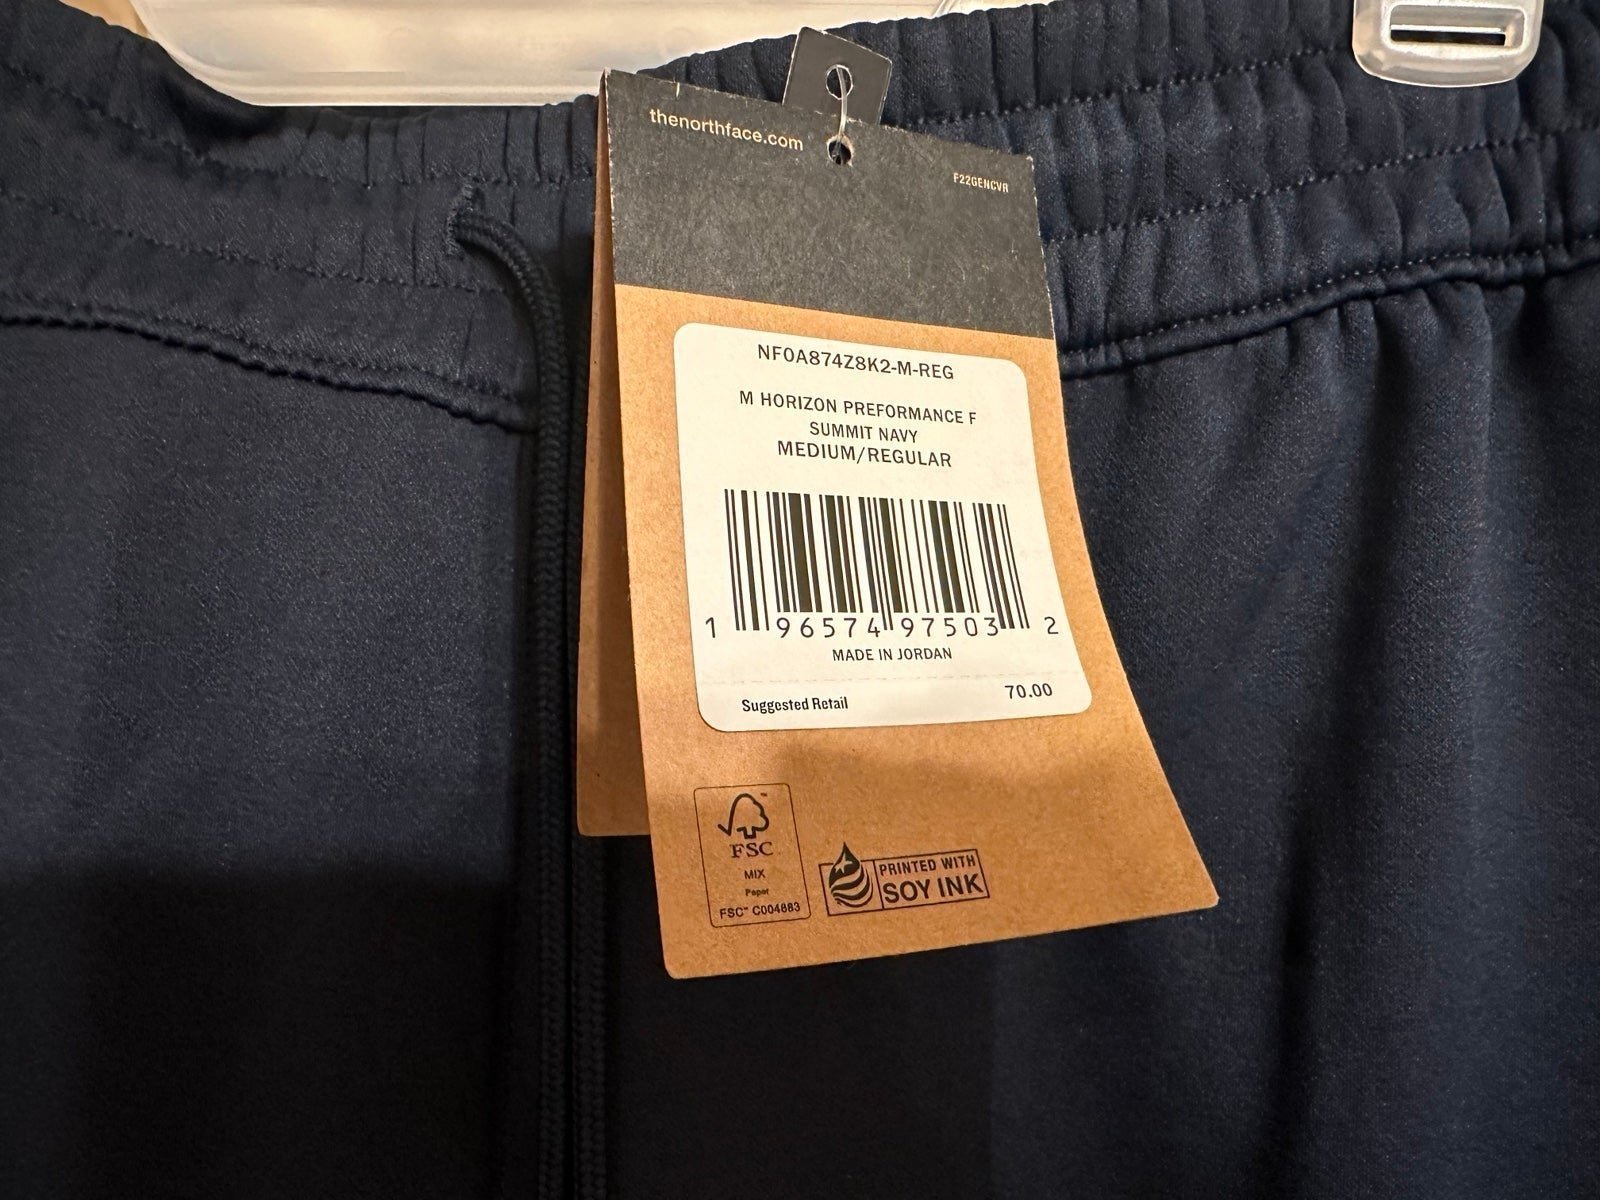 thenorthface.com
F22GENCVR
NF0A874Z8K2-M-REG
M HORIZON PREFORMANCE F
SUMMIT NAVY
MEDIUM/REGULAR
1 96574 97503 2
MADE IN JORDAN
Suggested Retail 70.00
FSC
MIX
Paper
FSC™ C004683
PRINTED WITH
SOY INK